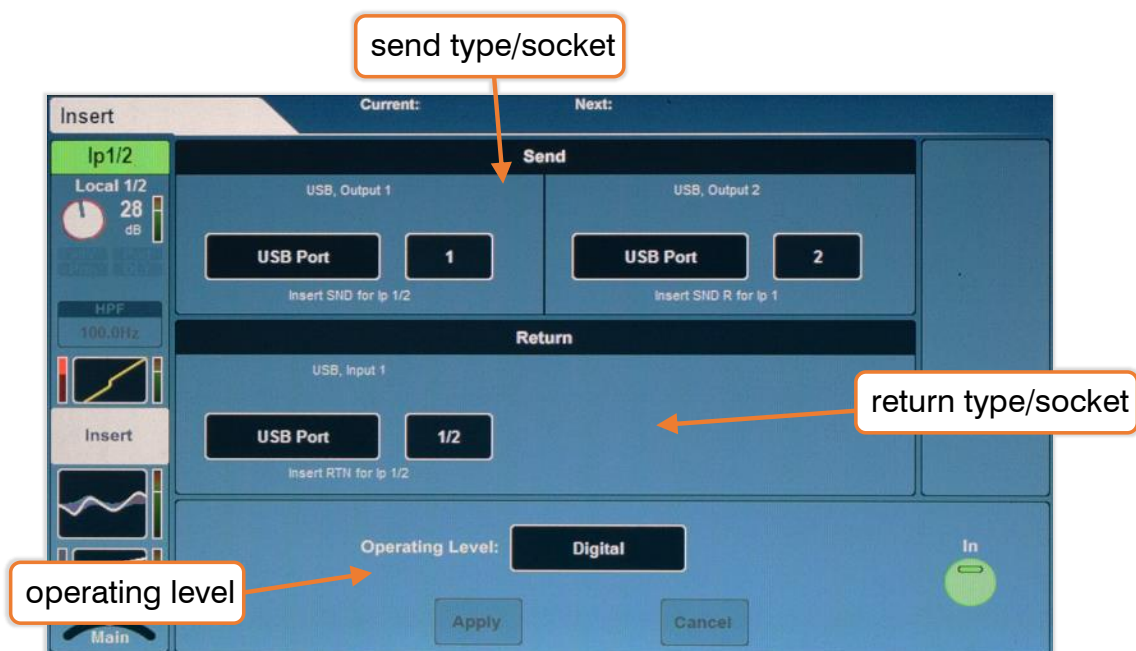 send type/socket
Insert
Current:
Next:
Ip1/2
Local 1/2
28
dB
HPF
100.0Hz
Insert
Main
Send
USB, Output 1
USB, Output 2
USB Port
1
USB Port
2
Insert SND for Ip 1/2
Insert SND R for Ip 1
Return
USB, Input 1
return type/socket
USB Port
1/2
Insert RTN for Ip 1/2
Operating Level:
Digital
In
operating level
Apply
Cancel